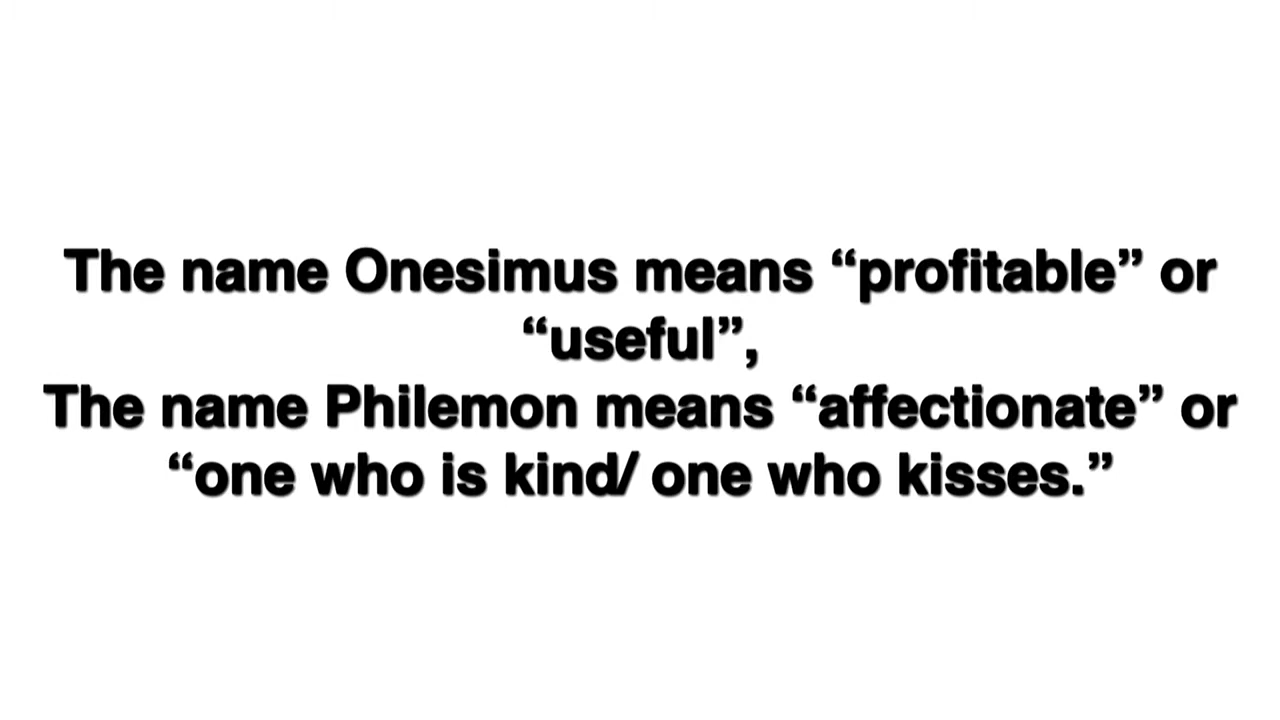 The name Onesimus means “profitable” or
“useful”,
The name Philemon means “affectionate” or
“one who is kind/ one who kisses.”